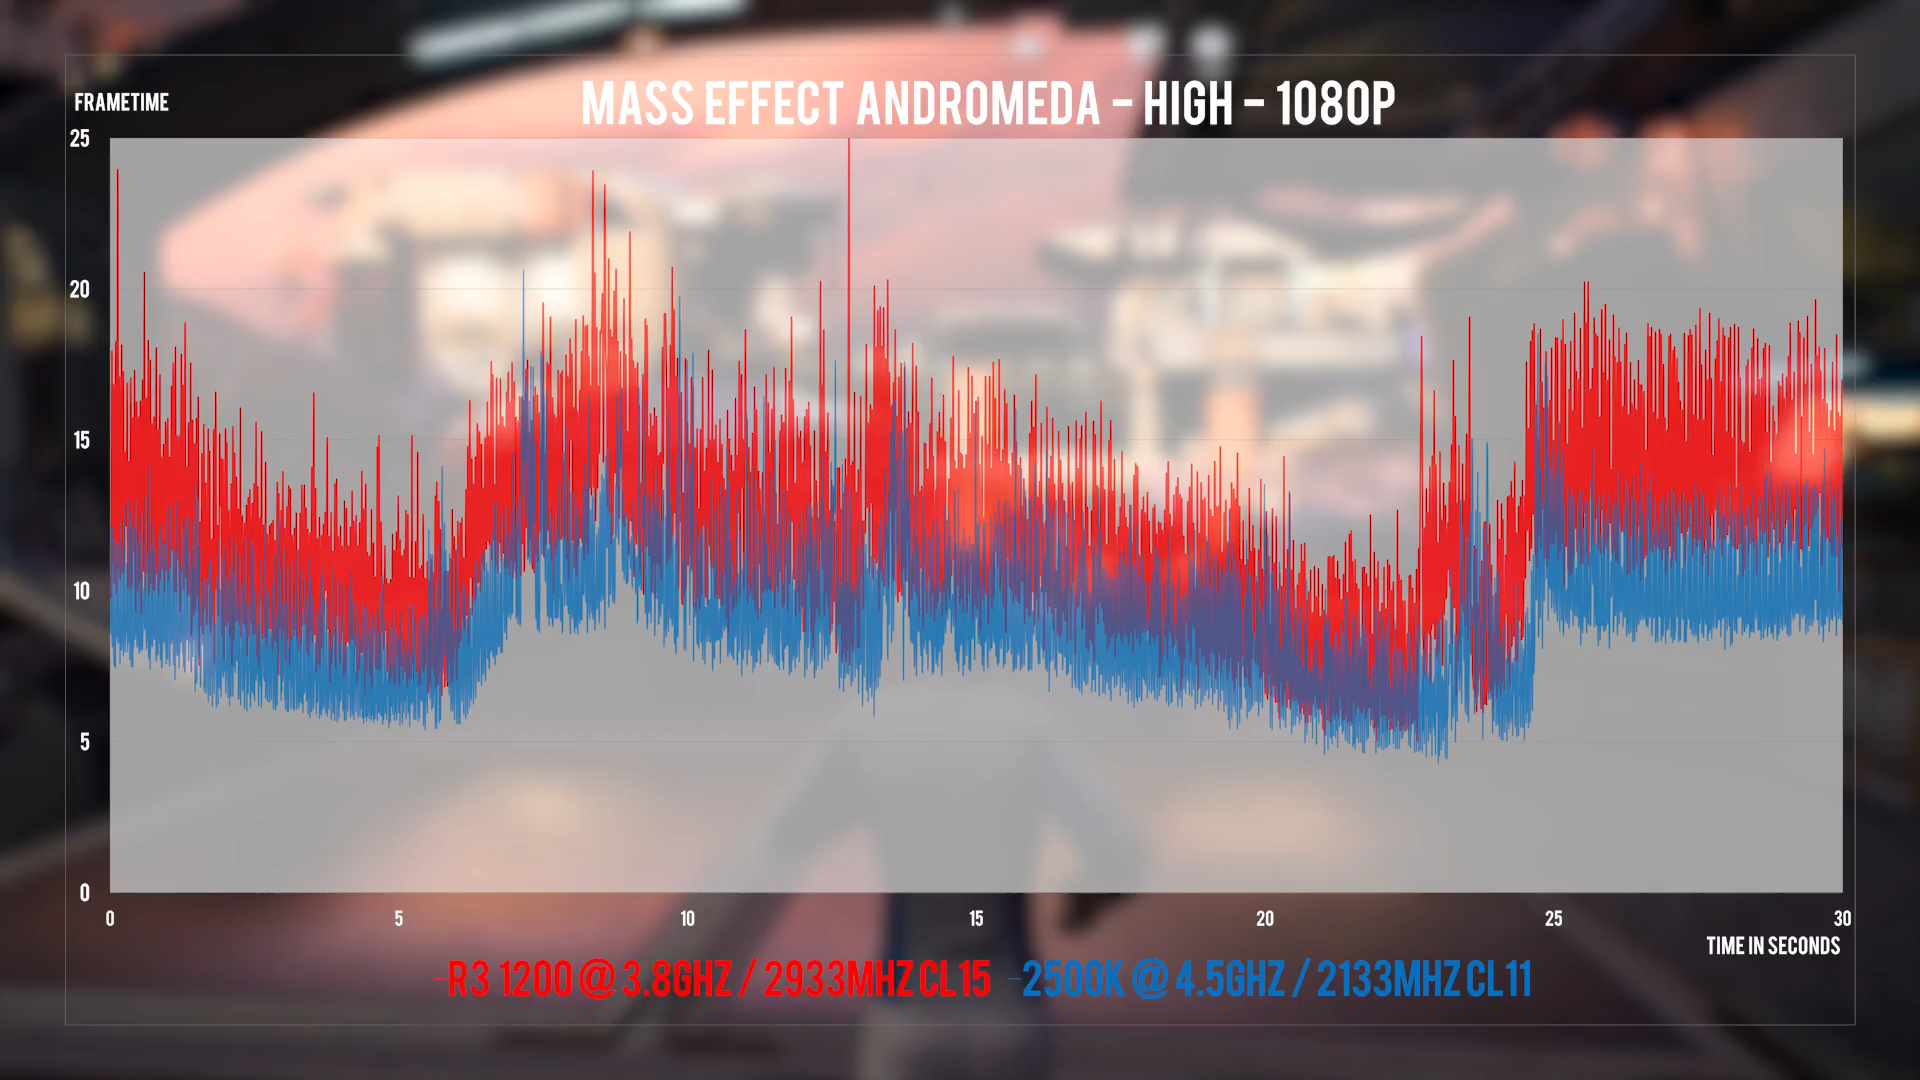 MASS EFFECT ANDROMEDA - HIGH - 1080P
FRAMETIME
25
20
15
10
5
0
0 5 10 15 20 25 30
TIME IN SECONDS
R3 1200 @ 3.8GHZ / 2933MHZ CL15 2500K @ 4.5GHZ / 2133MHZ CL11